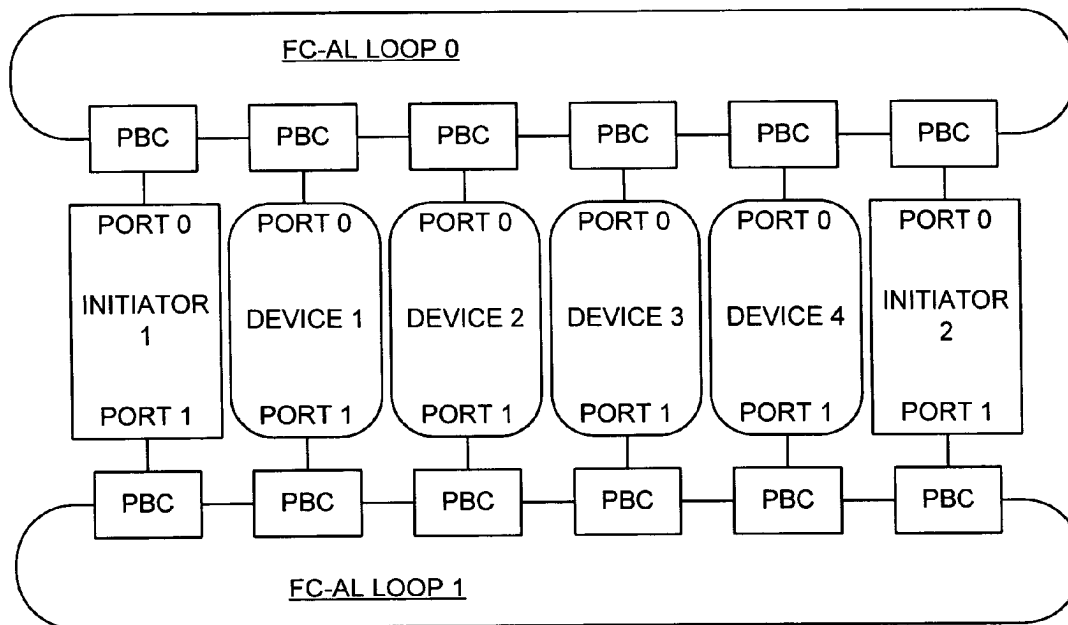 FC-AL LOOP 0
PBC PBC PBC PBC PBC PBC
PORT 0 PORT 0 PORT 0 PORT 0 PORT 0 PORT 0
INITIATOR 1 DEVICE 1 DEVICE 2 DEVICE 3 DEVICE 4 INITIATOR 2
PORT 1 PORT 1 PORT 1 PORT 1 PORT 1 PORT 1
PBC PBC PBC PBC PBC PBC
FC-AL LOOP 1